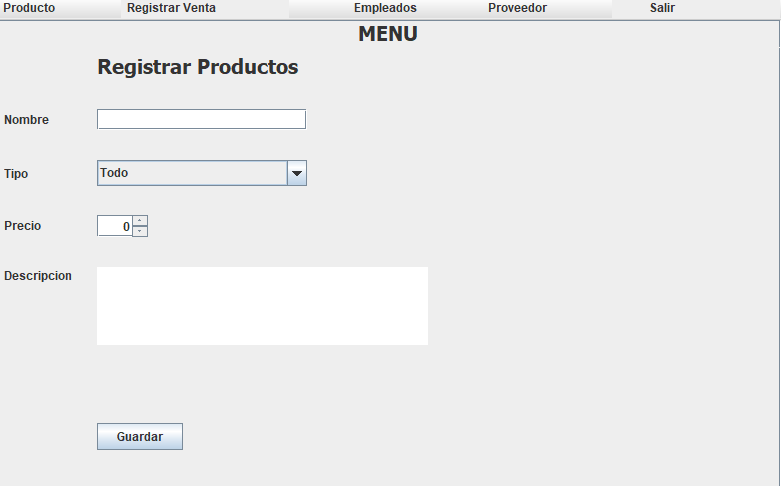 Producto Registrar Venta Empleados Proveedor Salir
MENU
Registrar Productos
Nombre
Tipo Todo
Precio 0
Descripcion
Guardar